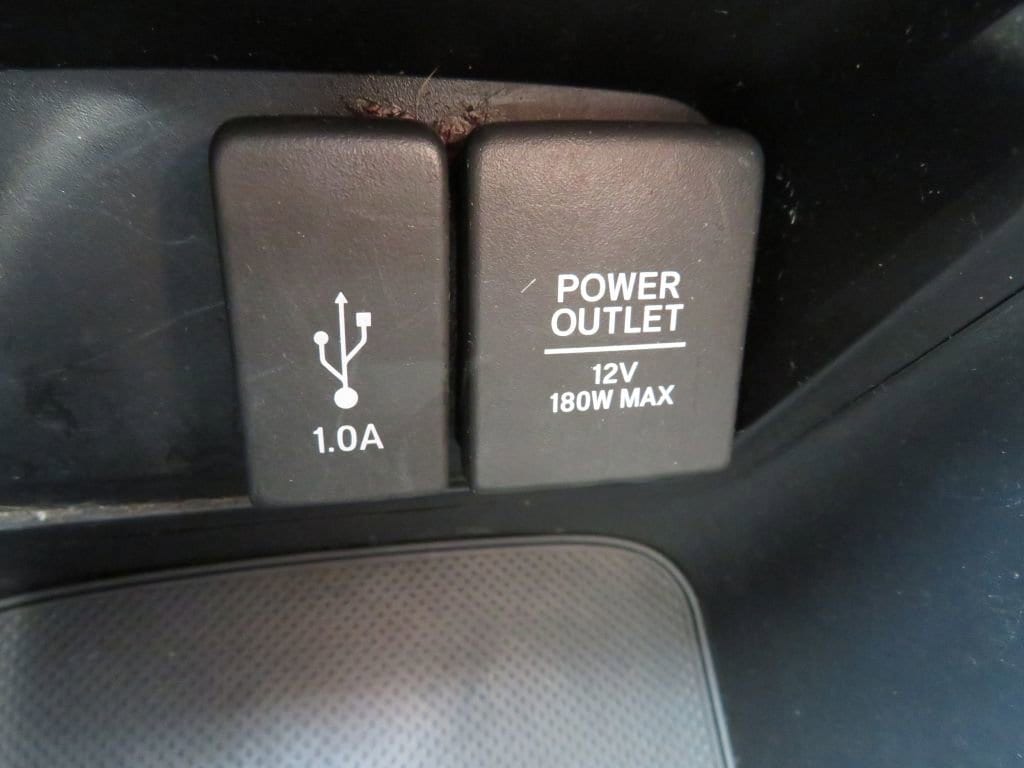 1.0A
POWER
OUTLET
12V
180W MAX